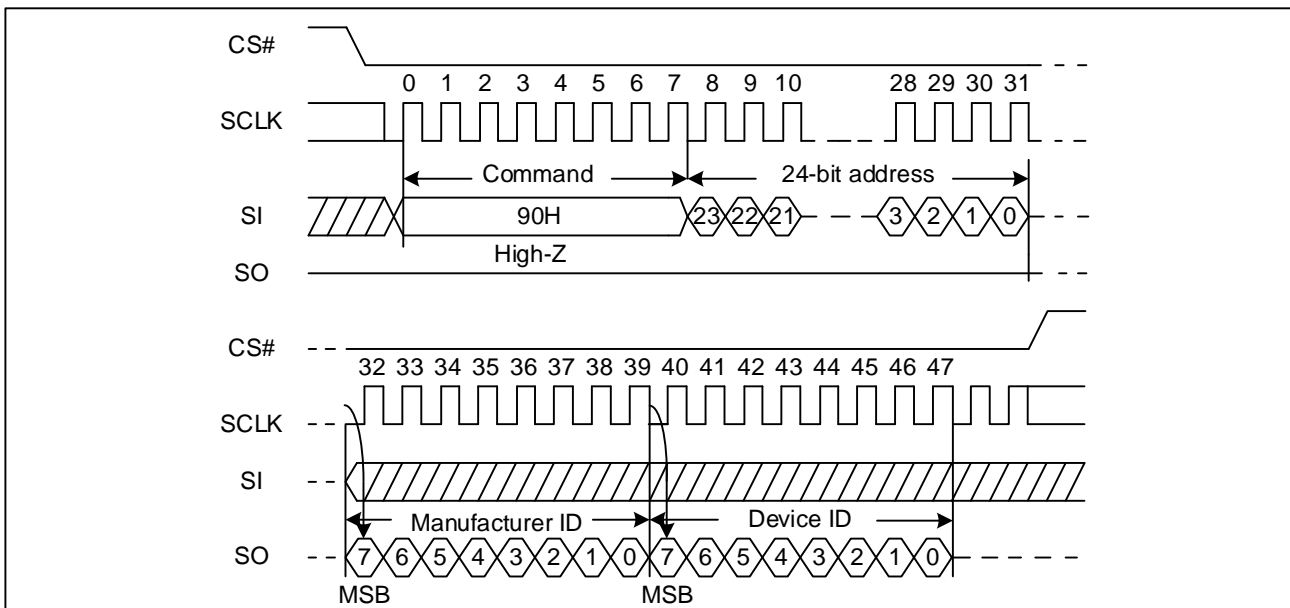 CS#
0 1 2 3 4 5 6 7 8 9 10 28 29 30 31
SCLK
Command 24-bit address
SI 90H 23 22 21 3 2 1 0
High-Z
SO
CS#
32 33 34 35 36 37 38 39 40 41 42 43 44 45 46 47
SCLK
SI
Manufacturer ID Device ID
SO 7 6 5 4 3 2 1 0 7 6 5 4 3 2 1 0
MSB MSB